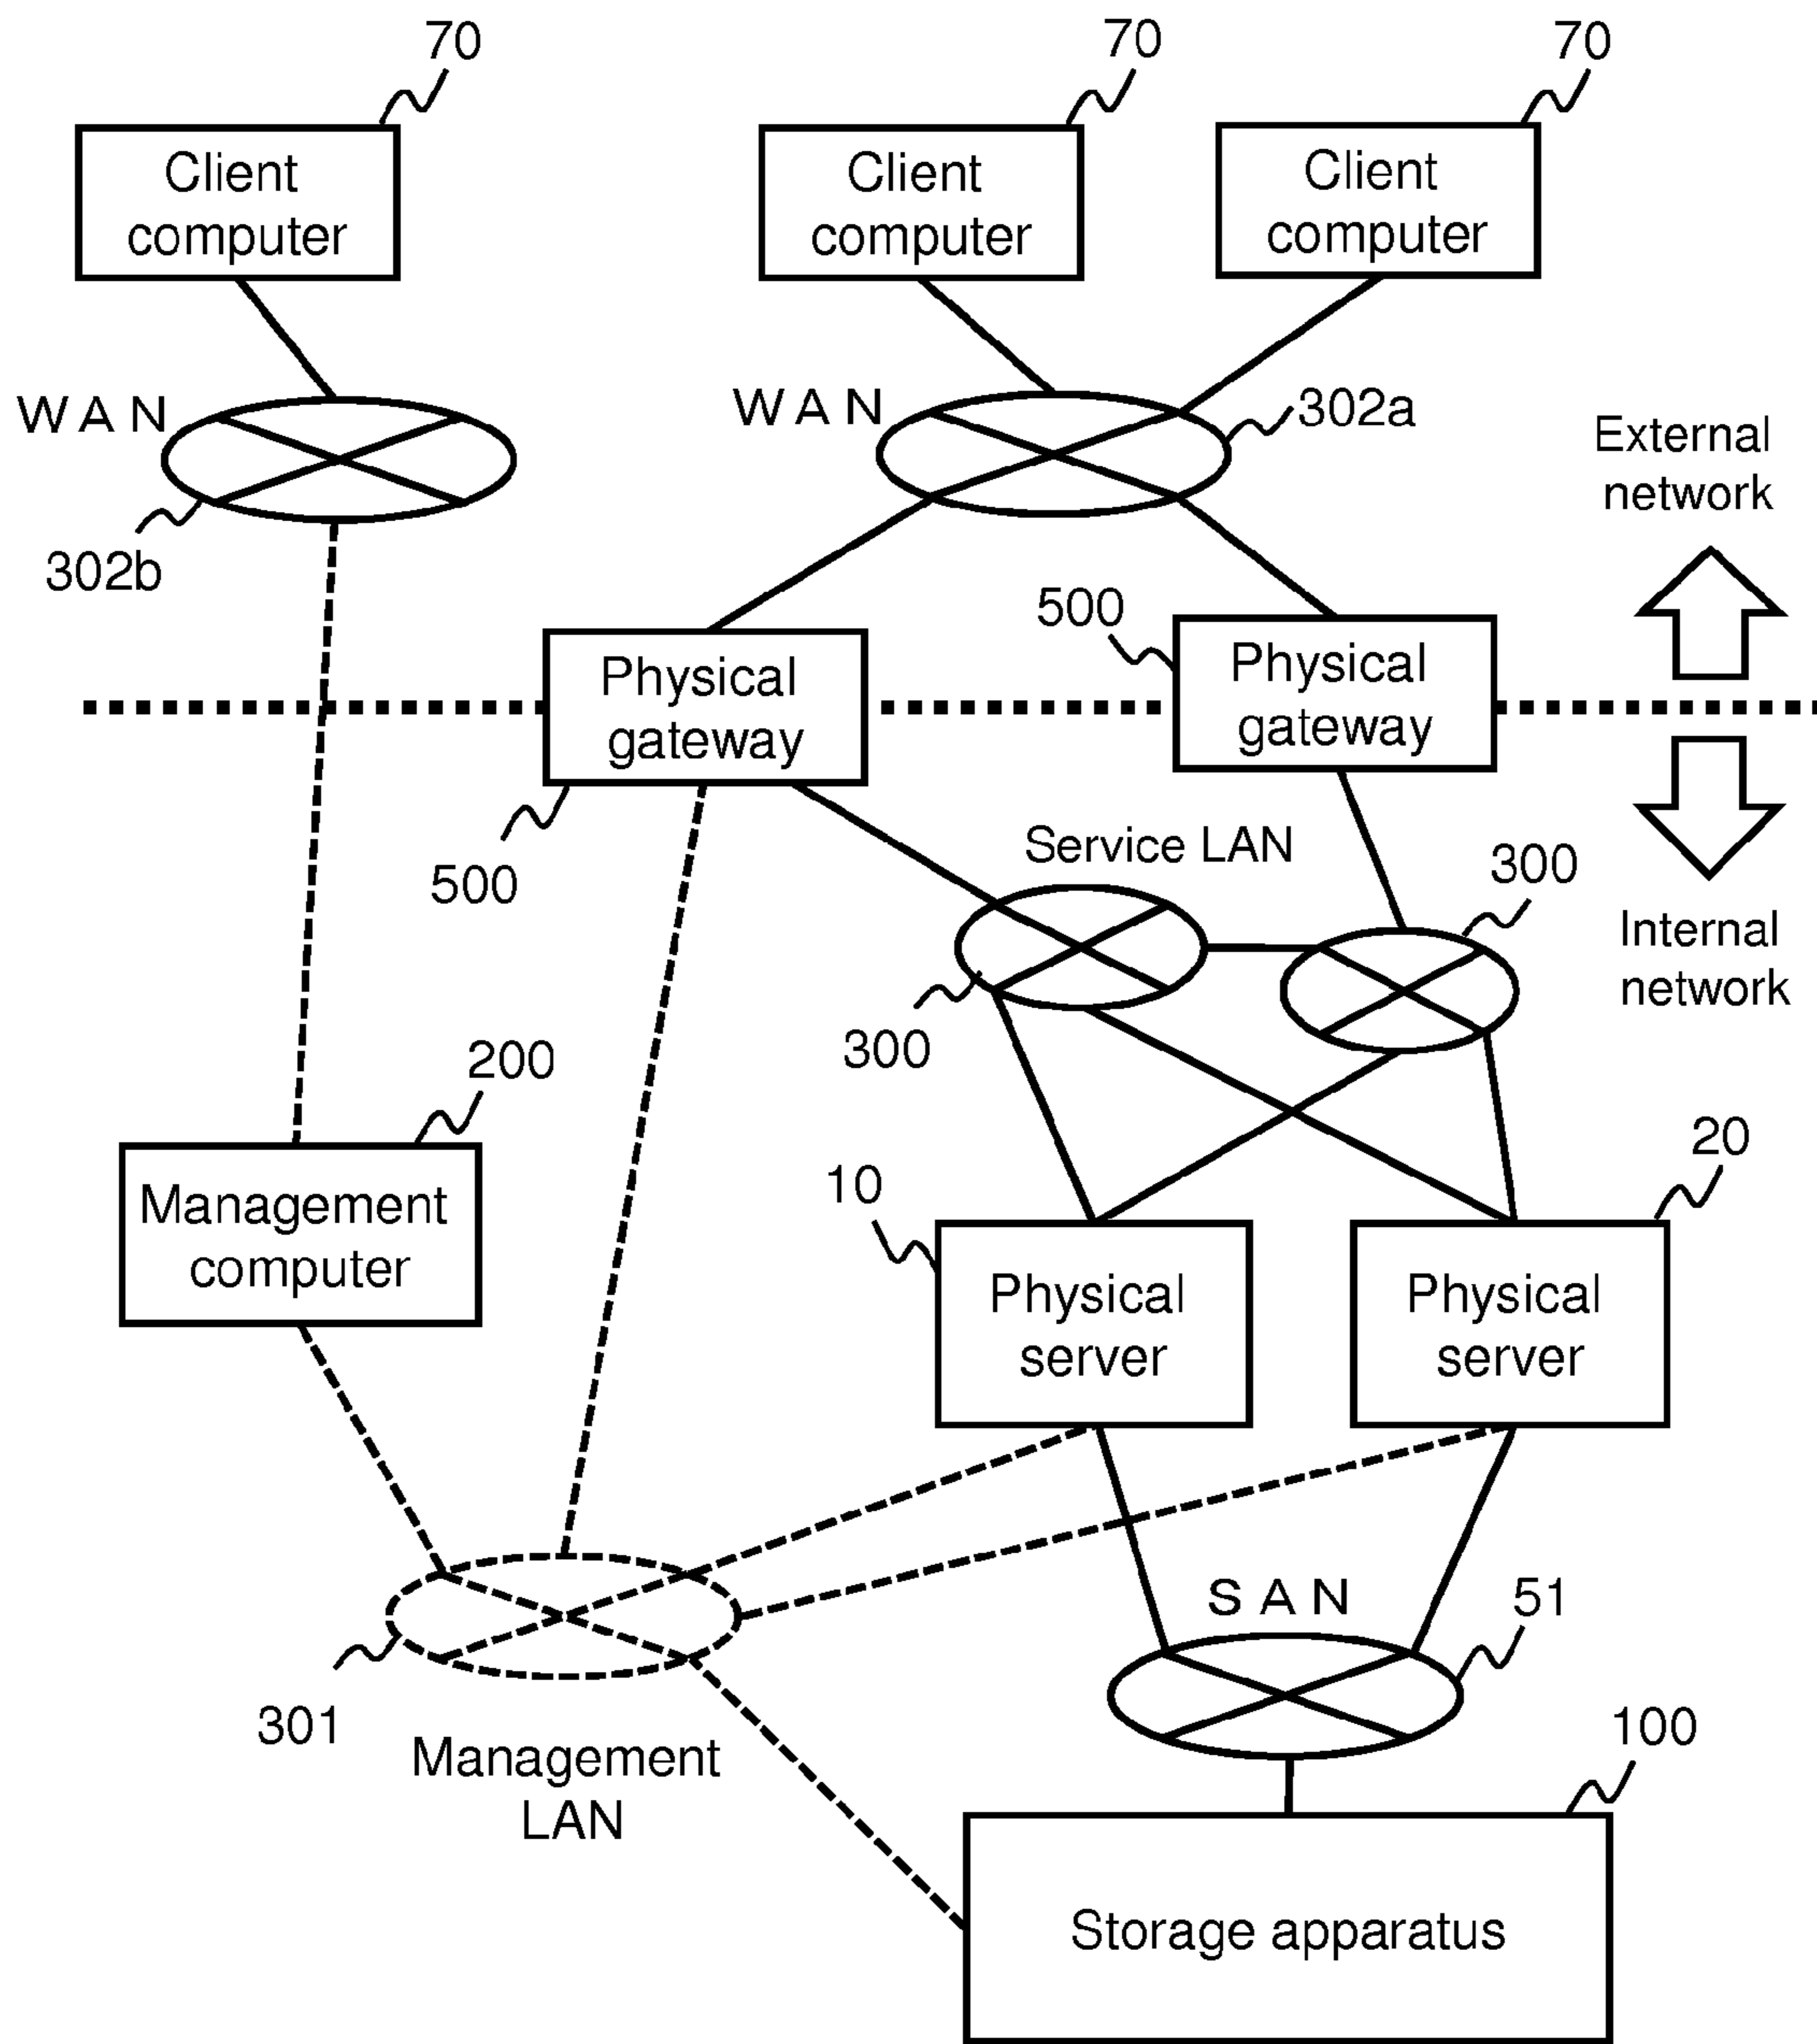 70
70
70
Client
computer
Client
computer
Client
computer
WAN
WAN
302a
External
network
302b
500
Physical
gateway
Physical
gateway
500
Service LAN
300
Internal
network
300
200
10
20
Management
computer
Physical
server
Physical
server
SAN
51
301
Management
LAN
100
Storage apparatus